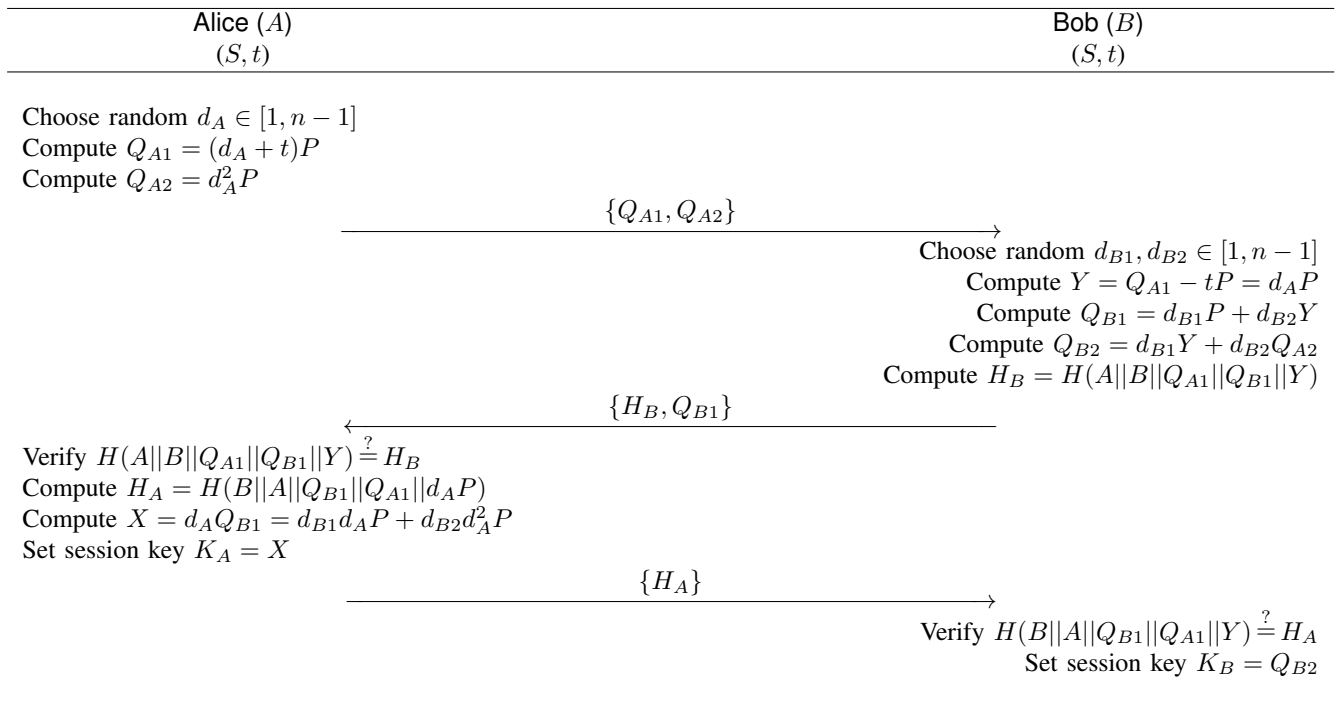 Alice (A) Bob (B)
(S, t) (S, t)
Choose random d_A ∈ [1, n − 1]
Compute Q_{A1} = (d_A + t)P
Compute Q_{A2} = d_A^2 P
{Q_{A1}, Q_{A2}}
Choose random d_{B1}, d_{B2} ∈ [1, n − 1]
Compute Y = Q_{A1} − tP = d_A P
Compute Q_{B1} = d_{B1}P + d_{B2}Y
Compute Q_{B2} = d_{B1}Y + d_{B2}Q_{A2}
Compute H_B = H(A||B||Q_{A1}||Q_{B1}||Y)
{H_B, Q_{B1}}
Verify H(A||B||Q_{A1}||Q_{B1}||Y) ≟ H_B
Compute H_A = H(B||A||Q_{B1}||Q_{A1}||d_A P)
Compute X = d_A Q_{B1} = d_{B1}d_A P + d_{B2}d_A^2 P
Set session key K_A = X
{H_A}
Verify H(B||A||Q_{B1}||Q_{A1}||Y) ≟ H_A
Set session key K_B = Q_{B2}